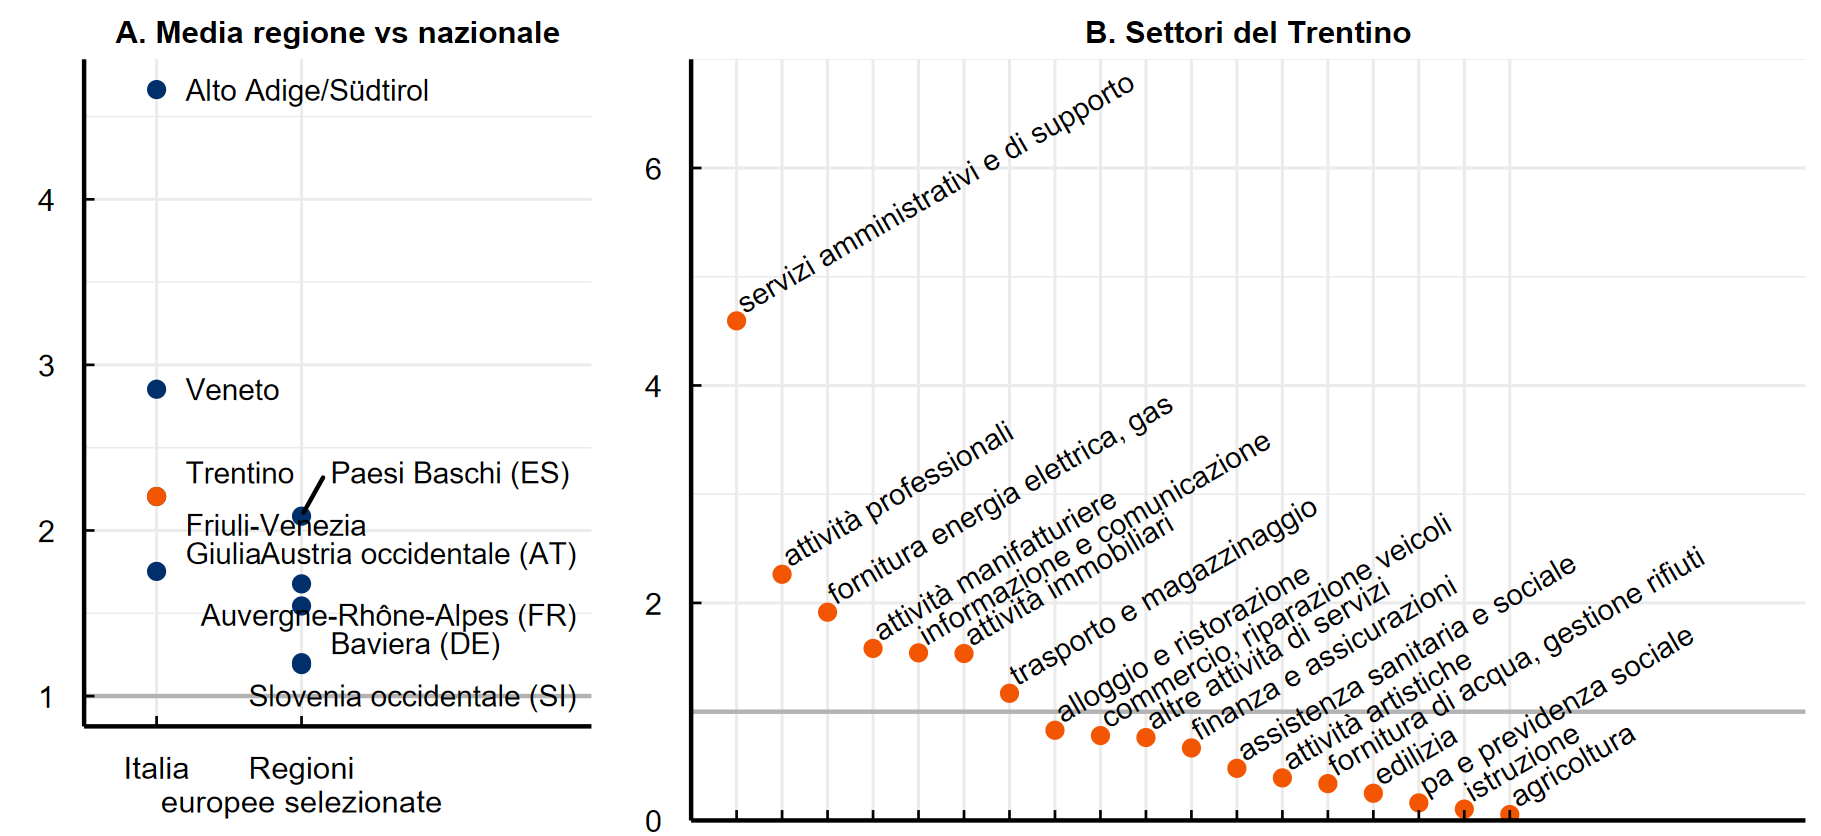 A. Media regione vs nazionale
Alto Adige/Südtirol
4
3
Veneto
Trentino
Paesi Baschi (ES)
2
Friuli-Venezia
Giulia
Austria occidentale (AT)
Auvergne-Rhône-Alpes (FR)
Baviera (DE)
1
Slovenia occidentale (SI)
Italia
Regioni
europee selezionate
B. Settori del Trentino
6
4
2
0
servizi amministrativi e di supporto
attività professionali
fornitura energia elettrica, gas
attività manifatturiere
informazione e comunicazione
attività immobiliari
trasporto e magazzinaggio
alloggio e ristorazione
commercio, riparazione veicoli
altre attività di servizi
finanza e assicurazioni
assistenza sanitaria e sociale
attività artistiche
fornitura di acqua, gestione rifiuti
edilizia
pa e previdenza sociale
istruzione
agricoltura